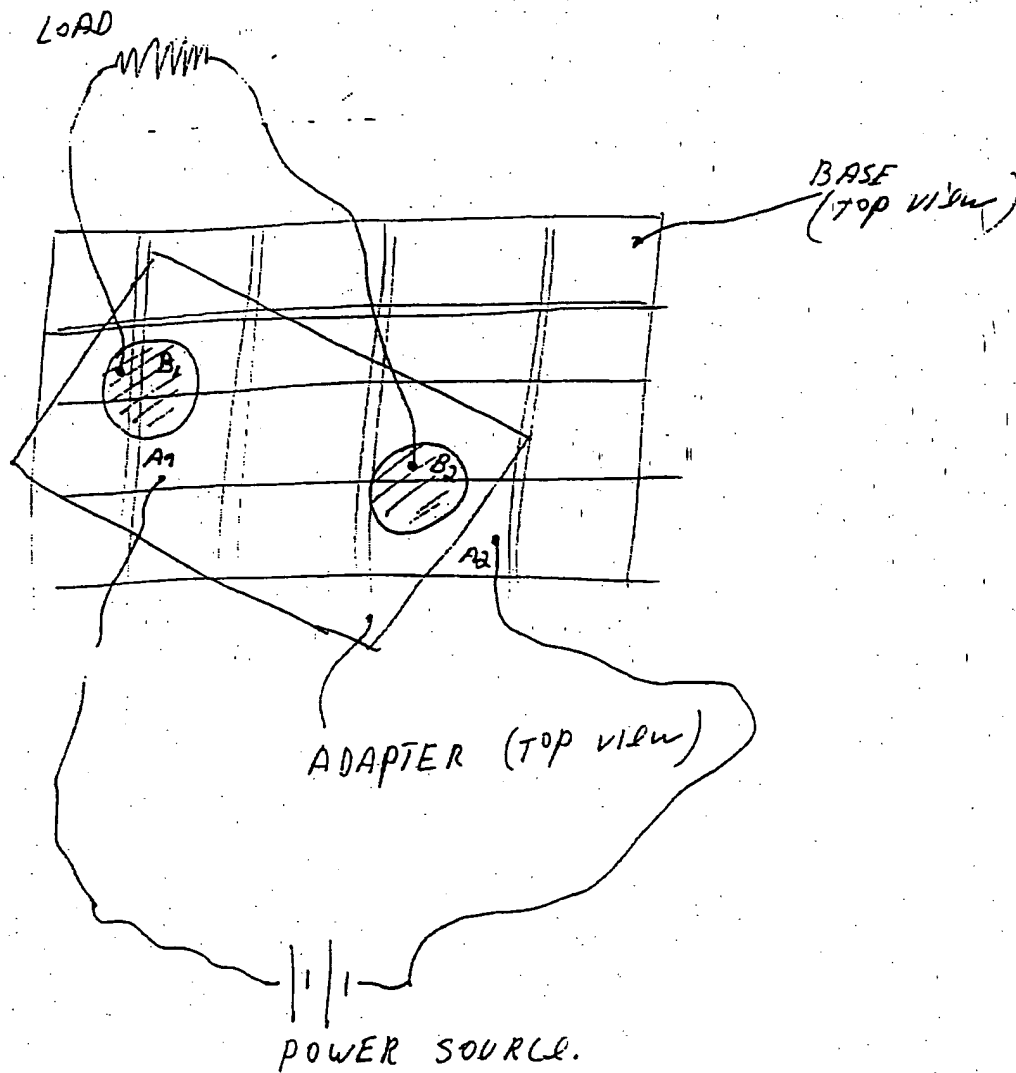 LOAD
BASE
(TOP VIEW)
B1
A1
B2
A2
ADAPTER (TOP VIEW)
POWER SOURCE.